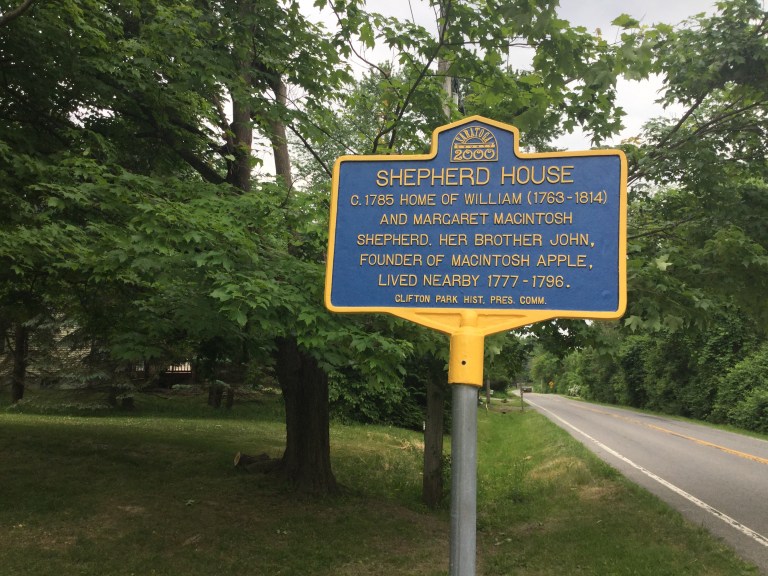 SARATOGA
2000
SHEPHERD HOUSE
C. 1785 HOME OF WILLIAM (1763-1814)
AND MARGARET MACINTOSH
SHEPHERD. HER BROTHER JOHN,
FOUNDER OF MACINTOSH APPLE,
LIVED NEARBY 1777-1796.
CLIFTON PARK HIST. PRES. COMM.